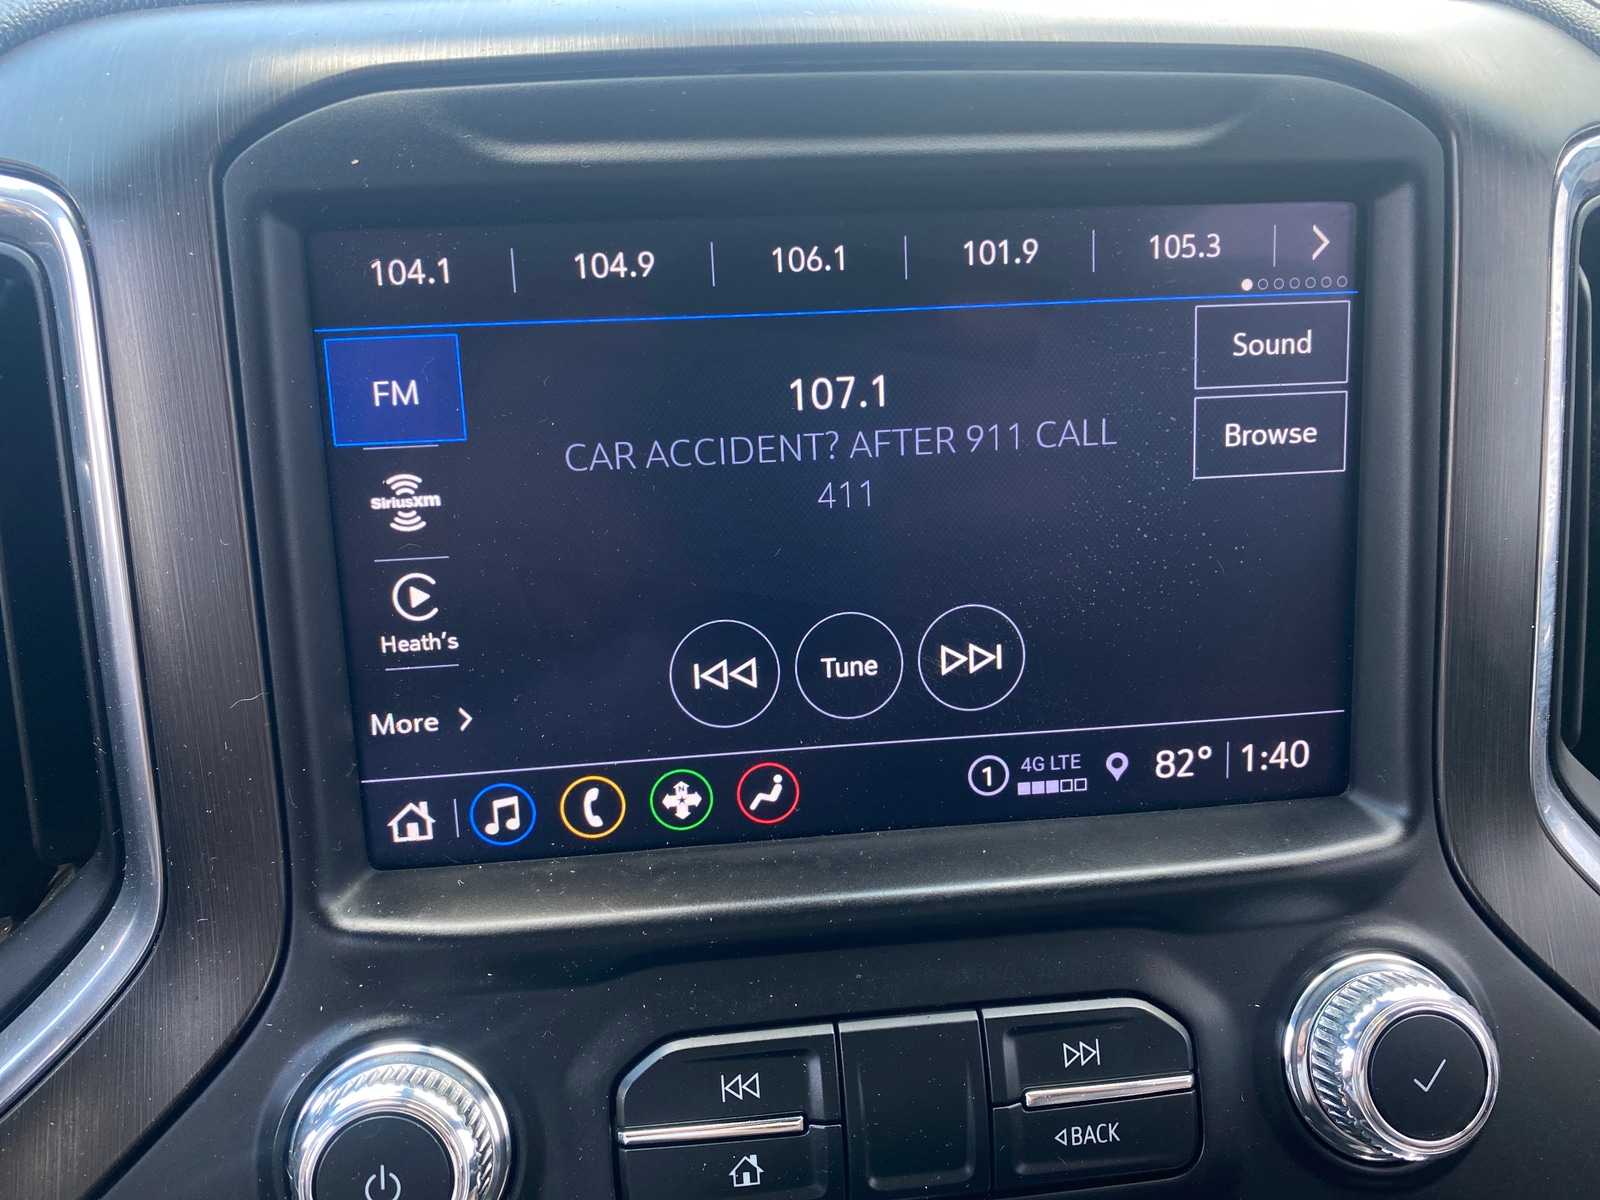 104.1 104.9 106.1 101.9 105.3
FM
107.1
CAR ACCIDENT? AFTER 911 CALL
411
Sound
Browse
SiriusXm
Heath's
More
Tune
N
1 4G LTE 82° 1:40
BACK